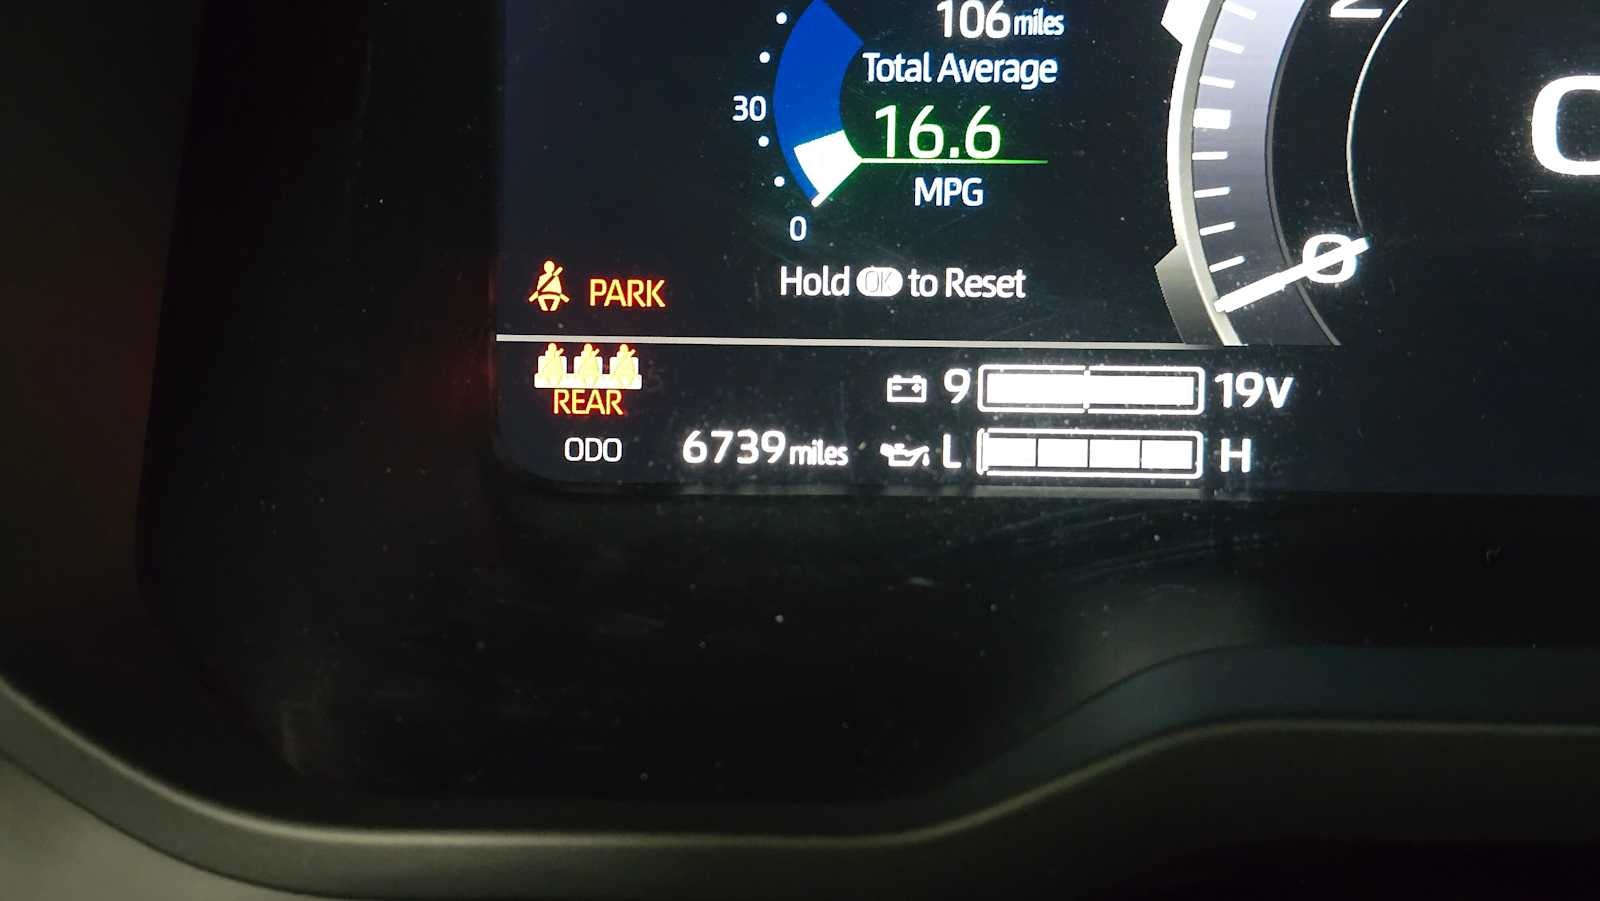 106 miles
Total Average
30
16.6
MPG
0
Hold OK to Reset
PARK
REAR
9 19V
ODO 6739 miles L H
0